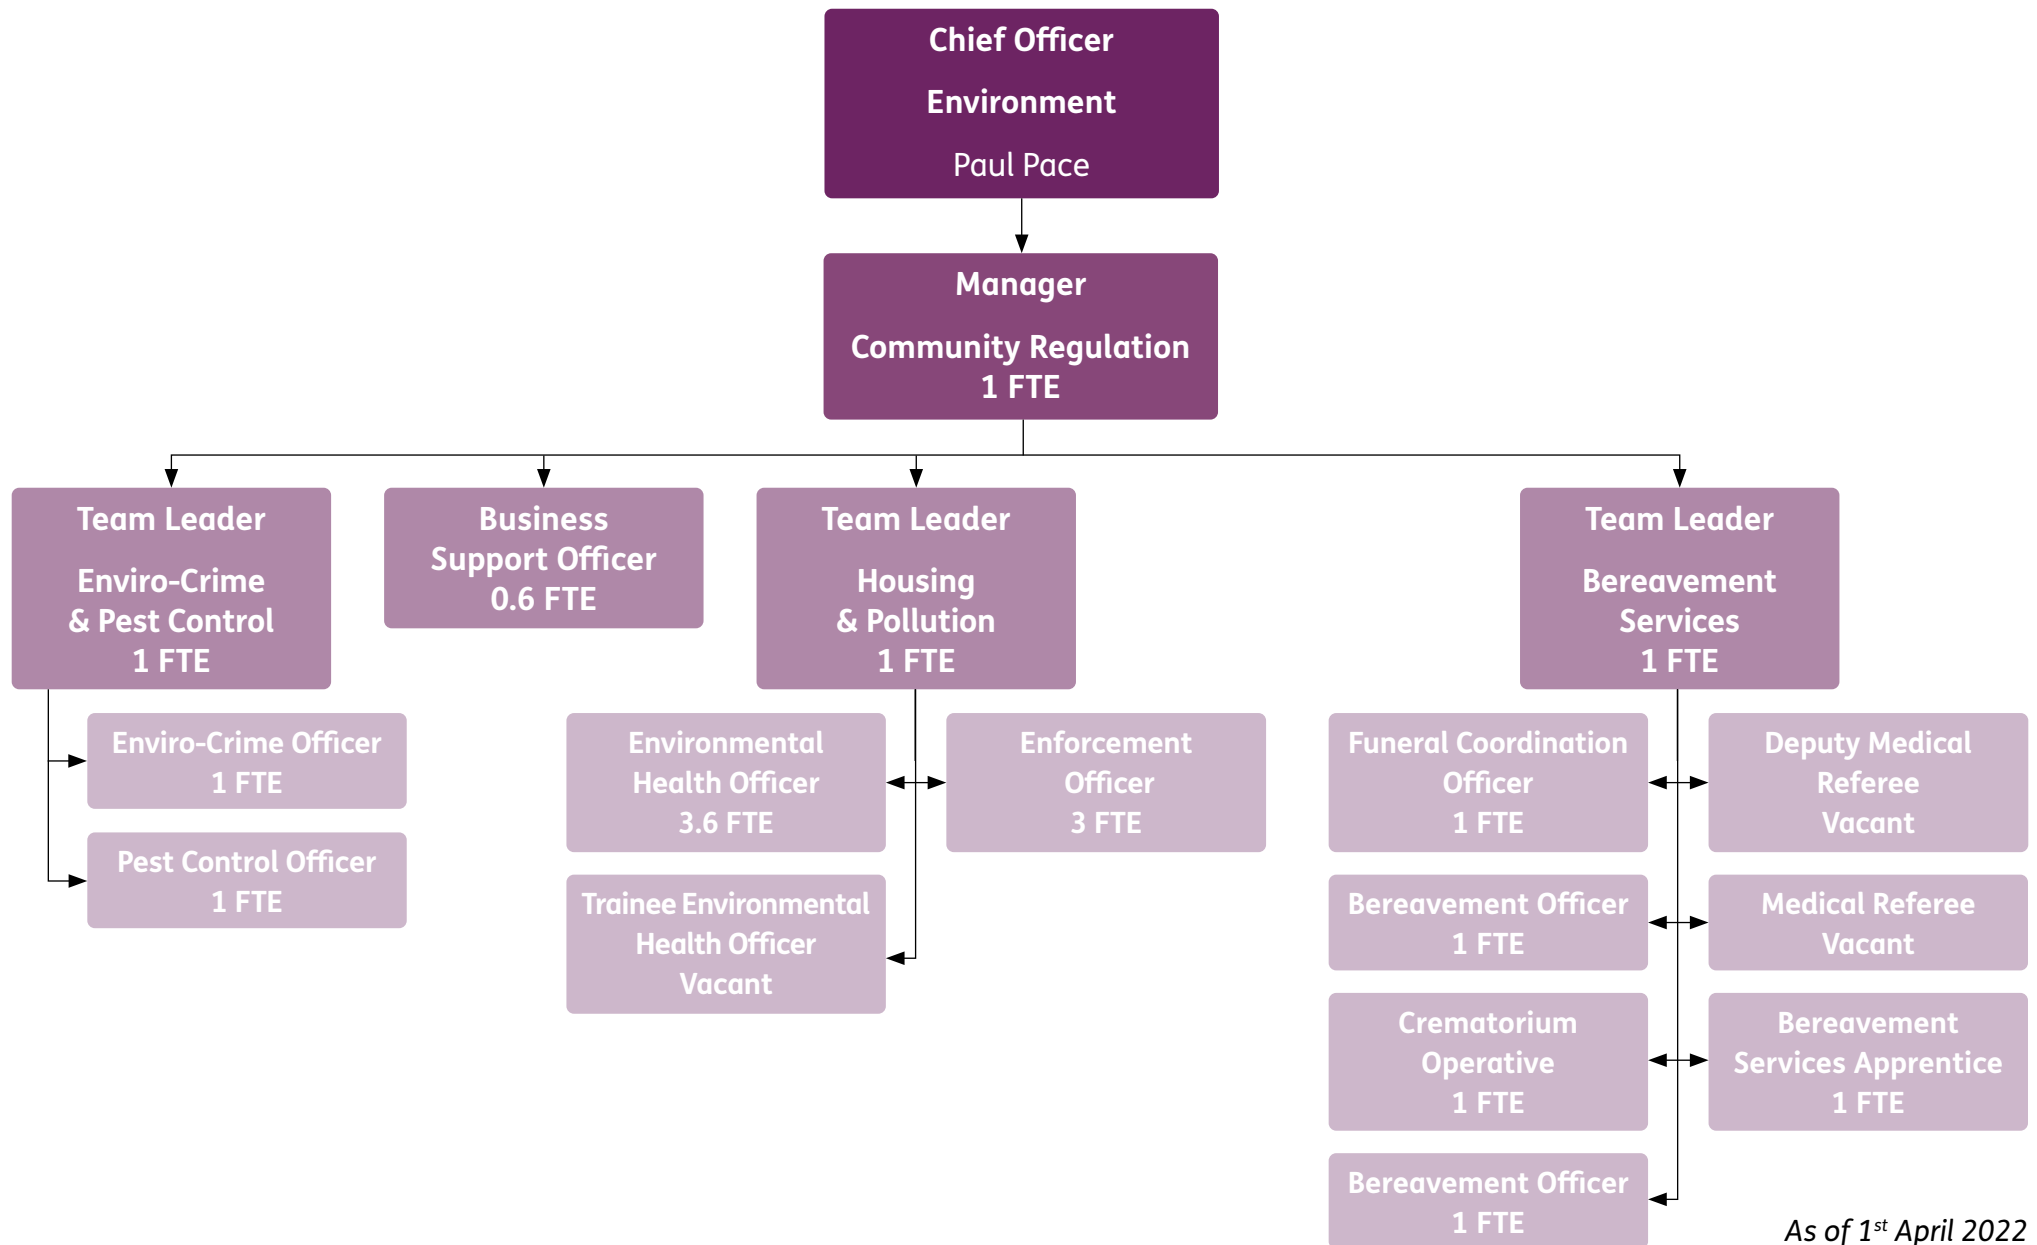 Chief Officer
Environment
Paul Pace
Manager
Community Regulation
1 FTE
Team Leader
Enviro-Crime
& Pest Control
1 FTE
Business
Support Officer
0.6 FTE
Team Leader
Housing
& Pollution
1 FTE
Team Leader
Bereavement
Services
1 FTE
Enviro-Crime Officer
1 FTE
Pest Control Officer
1 FTE
Environmental
Health Officer
3.6 FTE
Enforcement
Officer
3 FTE
Trainee Environmental
Health Officer
Vacant
Funeral Coordination
Officer
1 FTE
Deputy Medical
Referee
Vacant
Bereavement Officer
1 FTE
Medical Referee
Vacant
Crematorium
Operative
1 FTE
Bereavement
Services Apprentice
1 FTE
Bereavement Officer
1 FTE
As of 1st April 2022